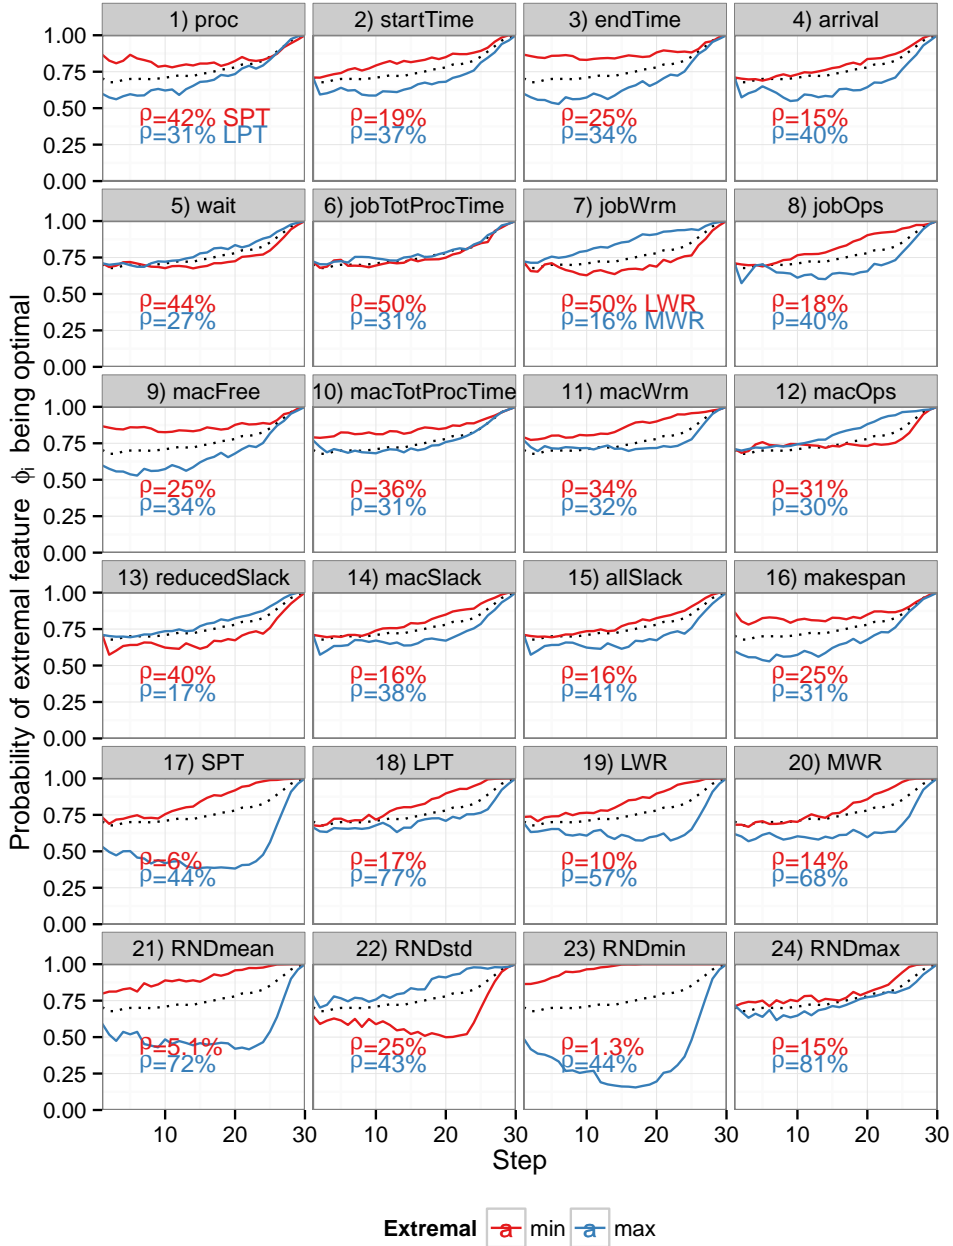 1) proc
2) startTime
3) endTime
4) arrival
1.00
0.75
0.50
0.25
0.00
ρ=42% SPT
ρ=31% LPT
ρ=19%
ρ=37%
ρ=25%
ρ=34%
ρ=15%
ρ=40%
5) wait
6) jobTotProcTime
7) jobWrm
8) jobOps
1.00
0.75
0.50
0.25
0.00
ρ=44%
ρ=27%
ρ=50%
ρ=31%
ρ=50% LWR
ρ=16% MWR
ρ=18%
ρ=40%
9) macFree
10) macTotProcTime
11) macWrm
12) macOps
1.00
0.75
0.50
0.25
0.00
ρ=25%
ρ=34%
ρ=36%
ρ=31%
ρ=34%
ρ=32%
ρ=31%
ρ=30%
13) reducedSlack
14) macSlack
15) allSlack
16) makespan
1.00
0.75
0.50
0.25
0.00
ρ=40%
ρ=17%
ρ=16%
ρ=38%
ρ=16%
ρ=41%
ρ=25%
ρ=31%
17) SPT
18) LPT
19) LWR
20) MWR
1.00
0.75
0.50
0.25
0.00
ρ=6%
ρ=44%
ρ=17%
ρ=77%
ρ=10%
ρ=57%
ρ=14%
ρ=68%
21) RNDmean
22) RNDstd
23) RNDmin
24) RNDmax
1.00
0.75
0.50
0.25
0.00
ρ=5.1%
ρ=72%
ρ=25%
ρ=43%
ρ=1.3%
ρ=44%
ρ=15%
ρ=81%
10 20 30 10 20 30 10 20 30 10 20 30
Step
Probability of extremal feature ϕi being optimal
Extremal a min a max